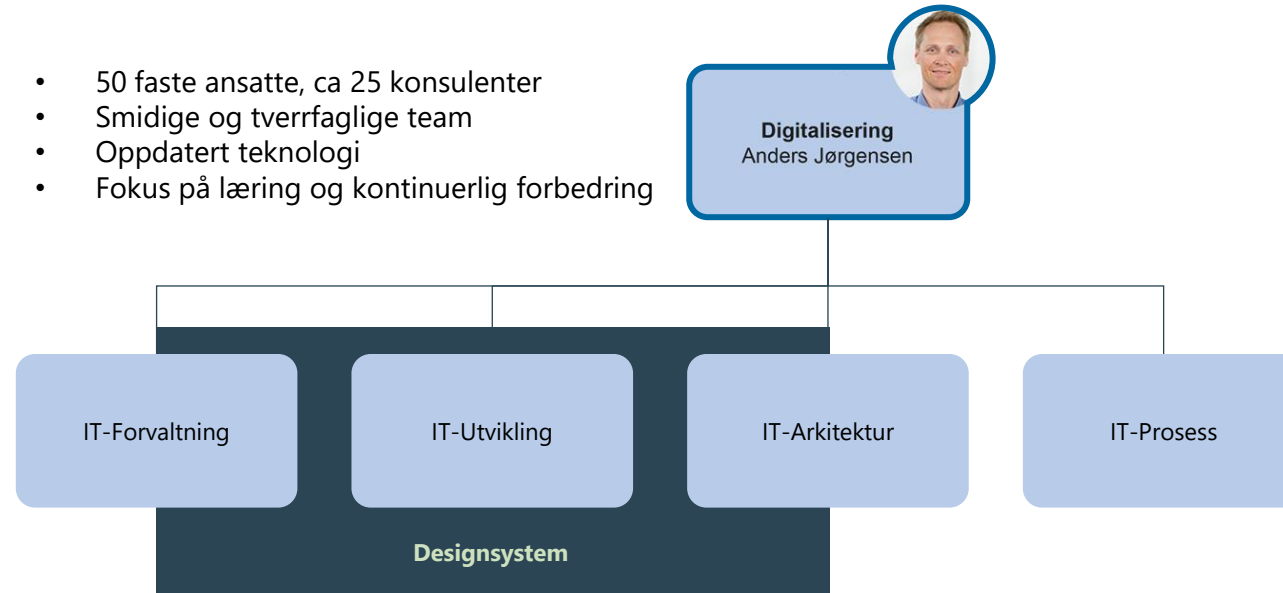 • 50 faste ansatte, ca 25 konsulenter
• Smidige og tverrfaglige team
• Oppdatert teknologi
• Fokus på læring og kontinuerlig forbedring
Digitalisering
Anders Jørgensen
IT-Forvaltning
IT-Utvikling
IT-Arkitektur
IT-Prosess
Designsystem